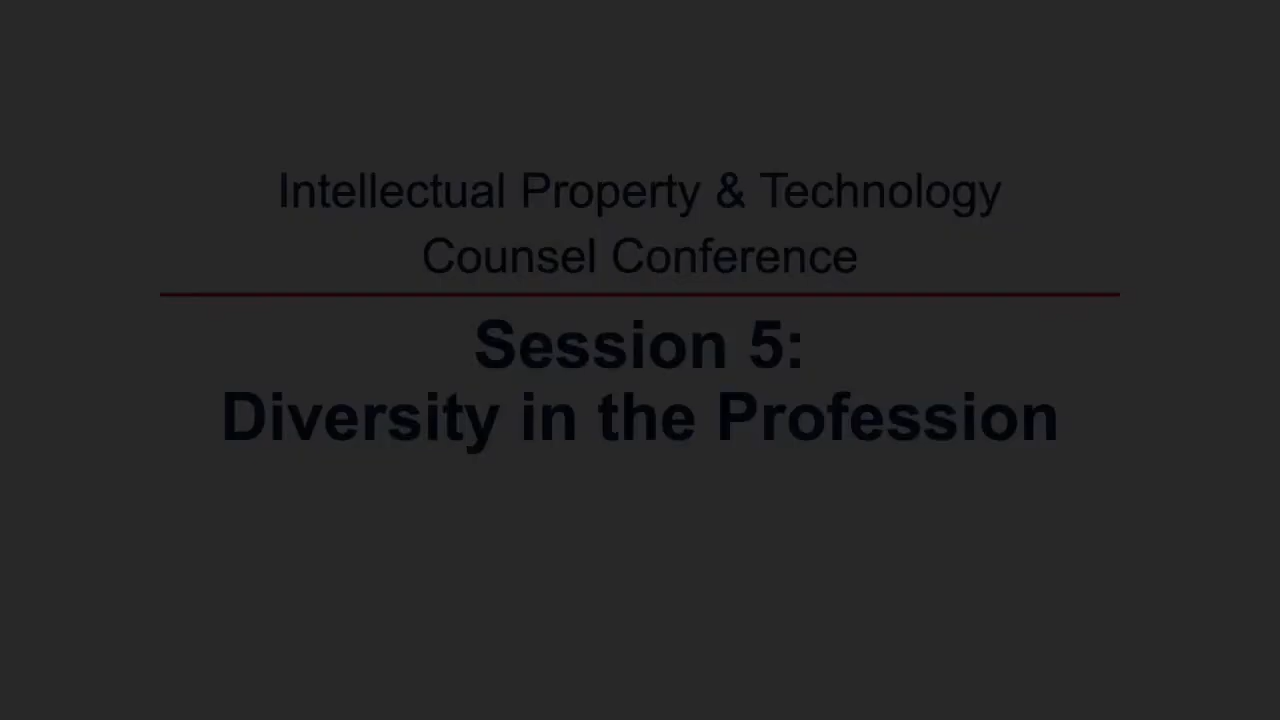 Intellectual Property & Technology
Counsel Conference
Session 5:
Diversity in the Profession